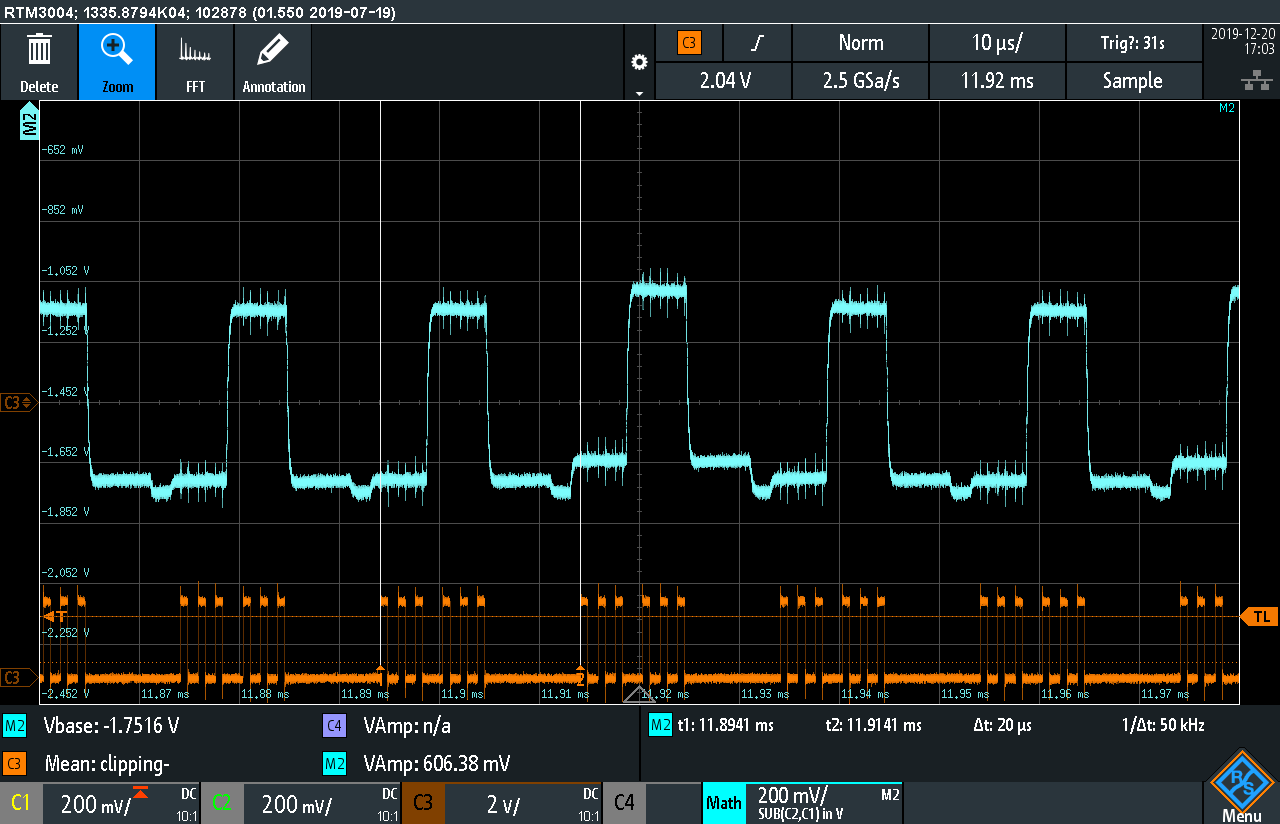 RTM3004; 1335.8794K04; 102878 (01.550 2019-07-19)
C3 Norm 10 µs/ Trig?: 31s 2019-12-20
17:03
2.04 V 2.5 GSa/s 11.92 ms Sample
Delete Zoom FFT Annotation
M2 M2
-652 mV
-852 mV
-1.052 V
-1.252 V
C3 -1.452 V
-1.652 V
-1.852 V
-2.052 V
T TL
-2.252 V
C3
1 2
-2.452 V 11.87 ms 11.88 ms 11.89 ms 11.9 ms 11.91 ms 11.92 ms 11.93 ms 11.94 ms 11.95 ms 11.96 ms 11.97 ms
M2 Vbase: -1.7516 V C4 VAmp: n/a M2 t1: 11.8941 ms t2: 11.9141 ms Δt: 20 µs 1/Δt: 50 kHz
C3 Mean: clipping- M2 VAmp: 606.38 mV
C1 200 mV/ DC 10:1 C2 200 mV/ DC 10:1 C3 2 V/ DC 10:1 C4 Math 200 mV/ M2
SUB(C2,C1) in V
R S
Menu